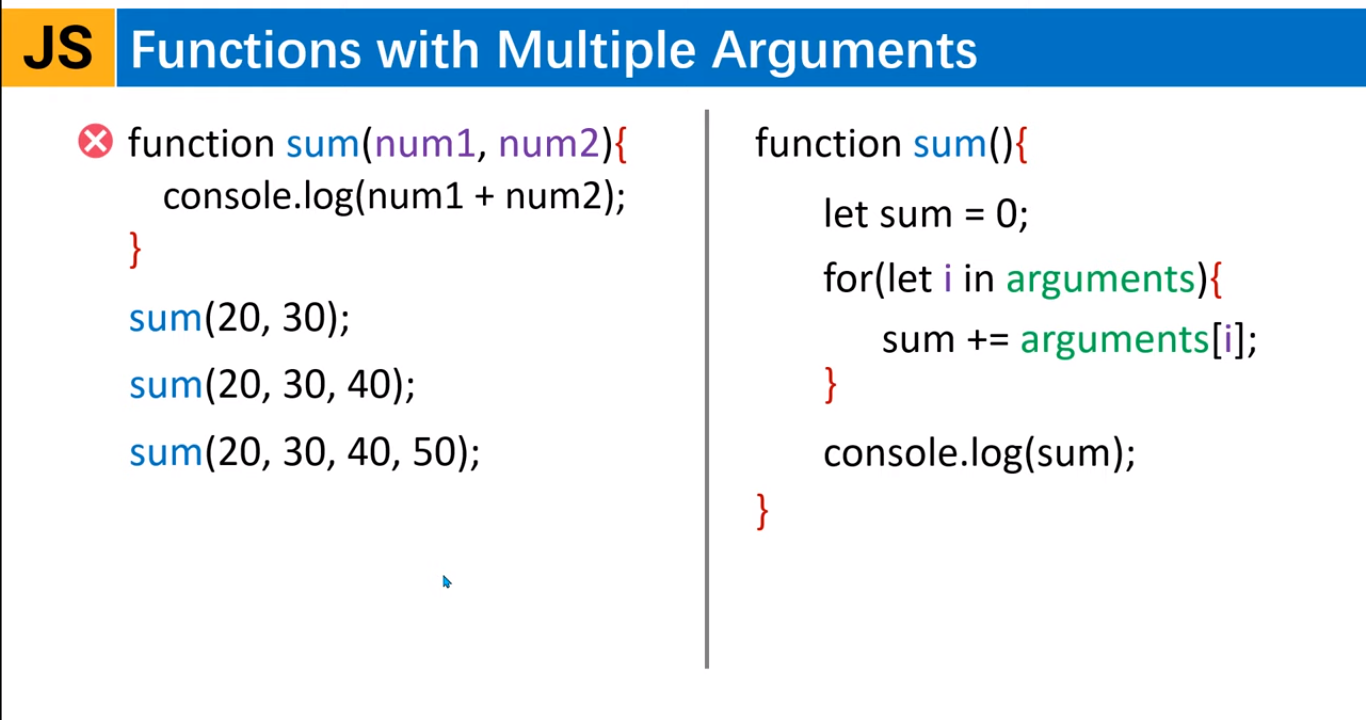 JS Functions with Multiple Arguments
function sum(num1, num2){
console.log(num1 + num2);
}
sum(20, 30);
sum(20, 30, 40);
sum(20, 30, 40, 50);
function sum(){
let sum = 0;
for(let i in arguments){
sum += arguments[i];
}
console.log(sum);
}